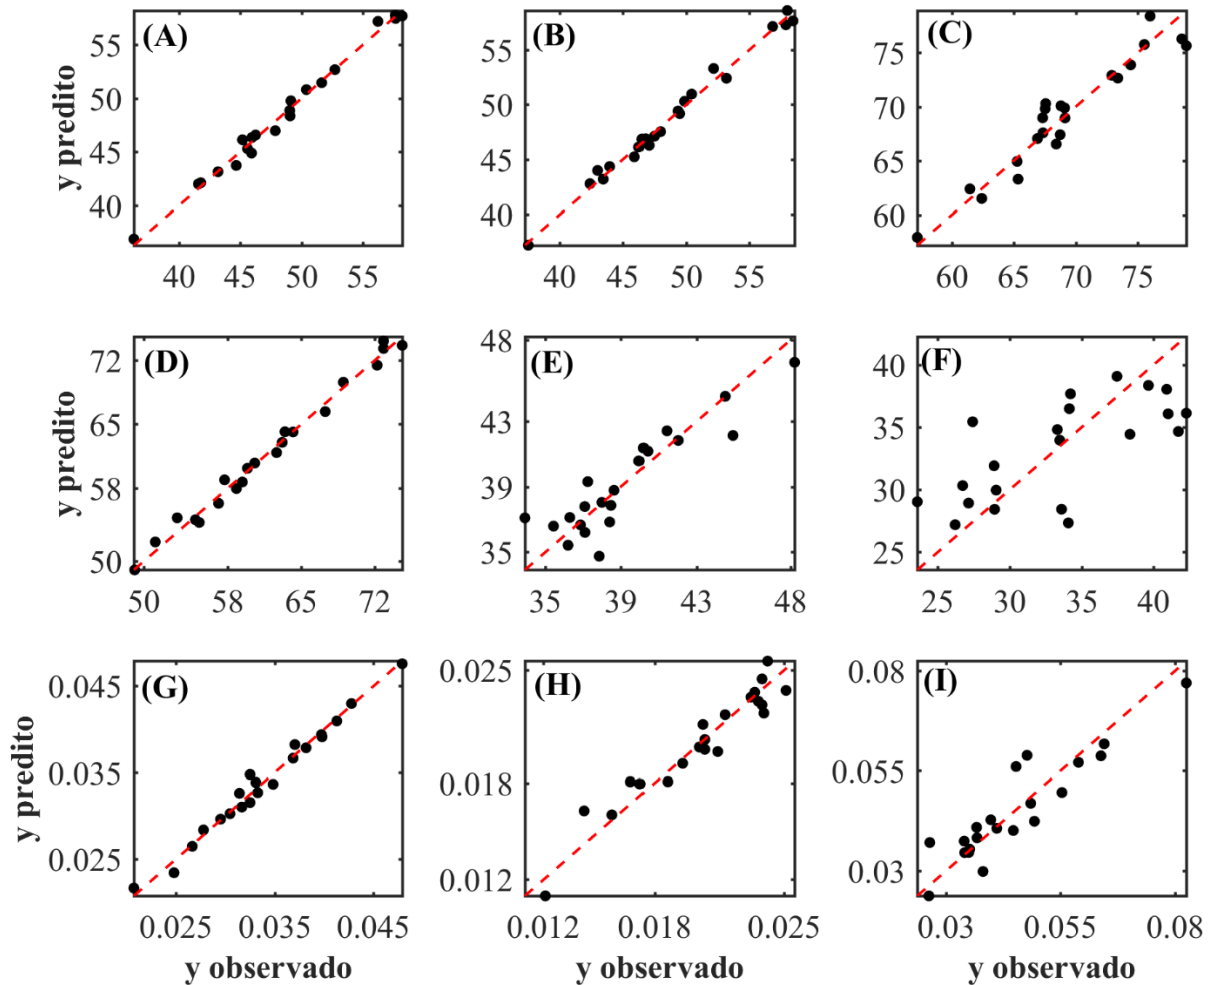 (A)
y predito
55
50
45
40
40 45 50 55
(B)
55
50
45
40
40 45 50 55
(C)
75
70
65
60
60 65 70 75
(D)
y predito
72
65
58
50
50 58 65 72
(E)
48
43
39
35
35 39 43 48
(F)
40
35
30
25
25 30 35 40
(G)
y predito
0.045
0.035
0.025
0.025 0.035 0.045
y observado
(H)
0.025
0.018
0.012
0.012 0.018 0.025
y observado
(I)
0.08
0.055
0.03
0.03 0.055 0.08
y observado